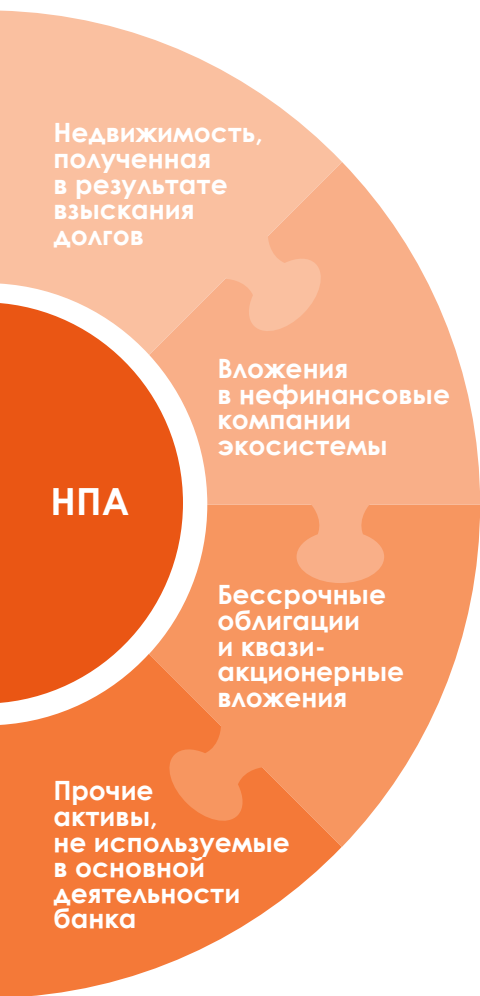 Недвижимость,
полученная
в результате
взыскания
долгов
Вложения
в нефинансовые
компании
экосистемы
НПА
Бессрочные
облигации
и квази-
акционерные
вложения
Прочие
активы,
не используемые
в основной
деятельности
банка